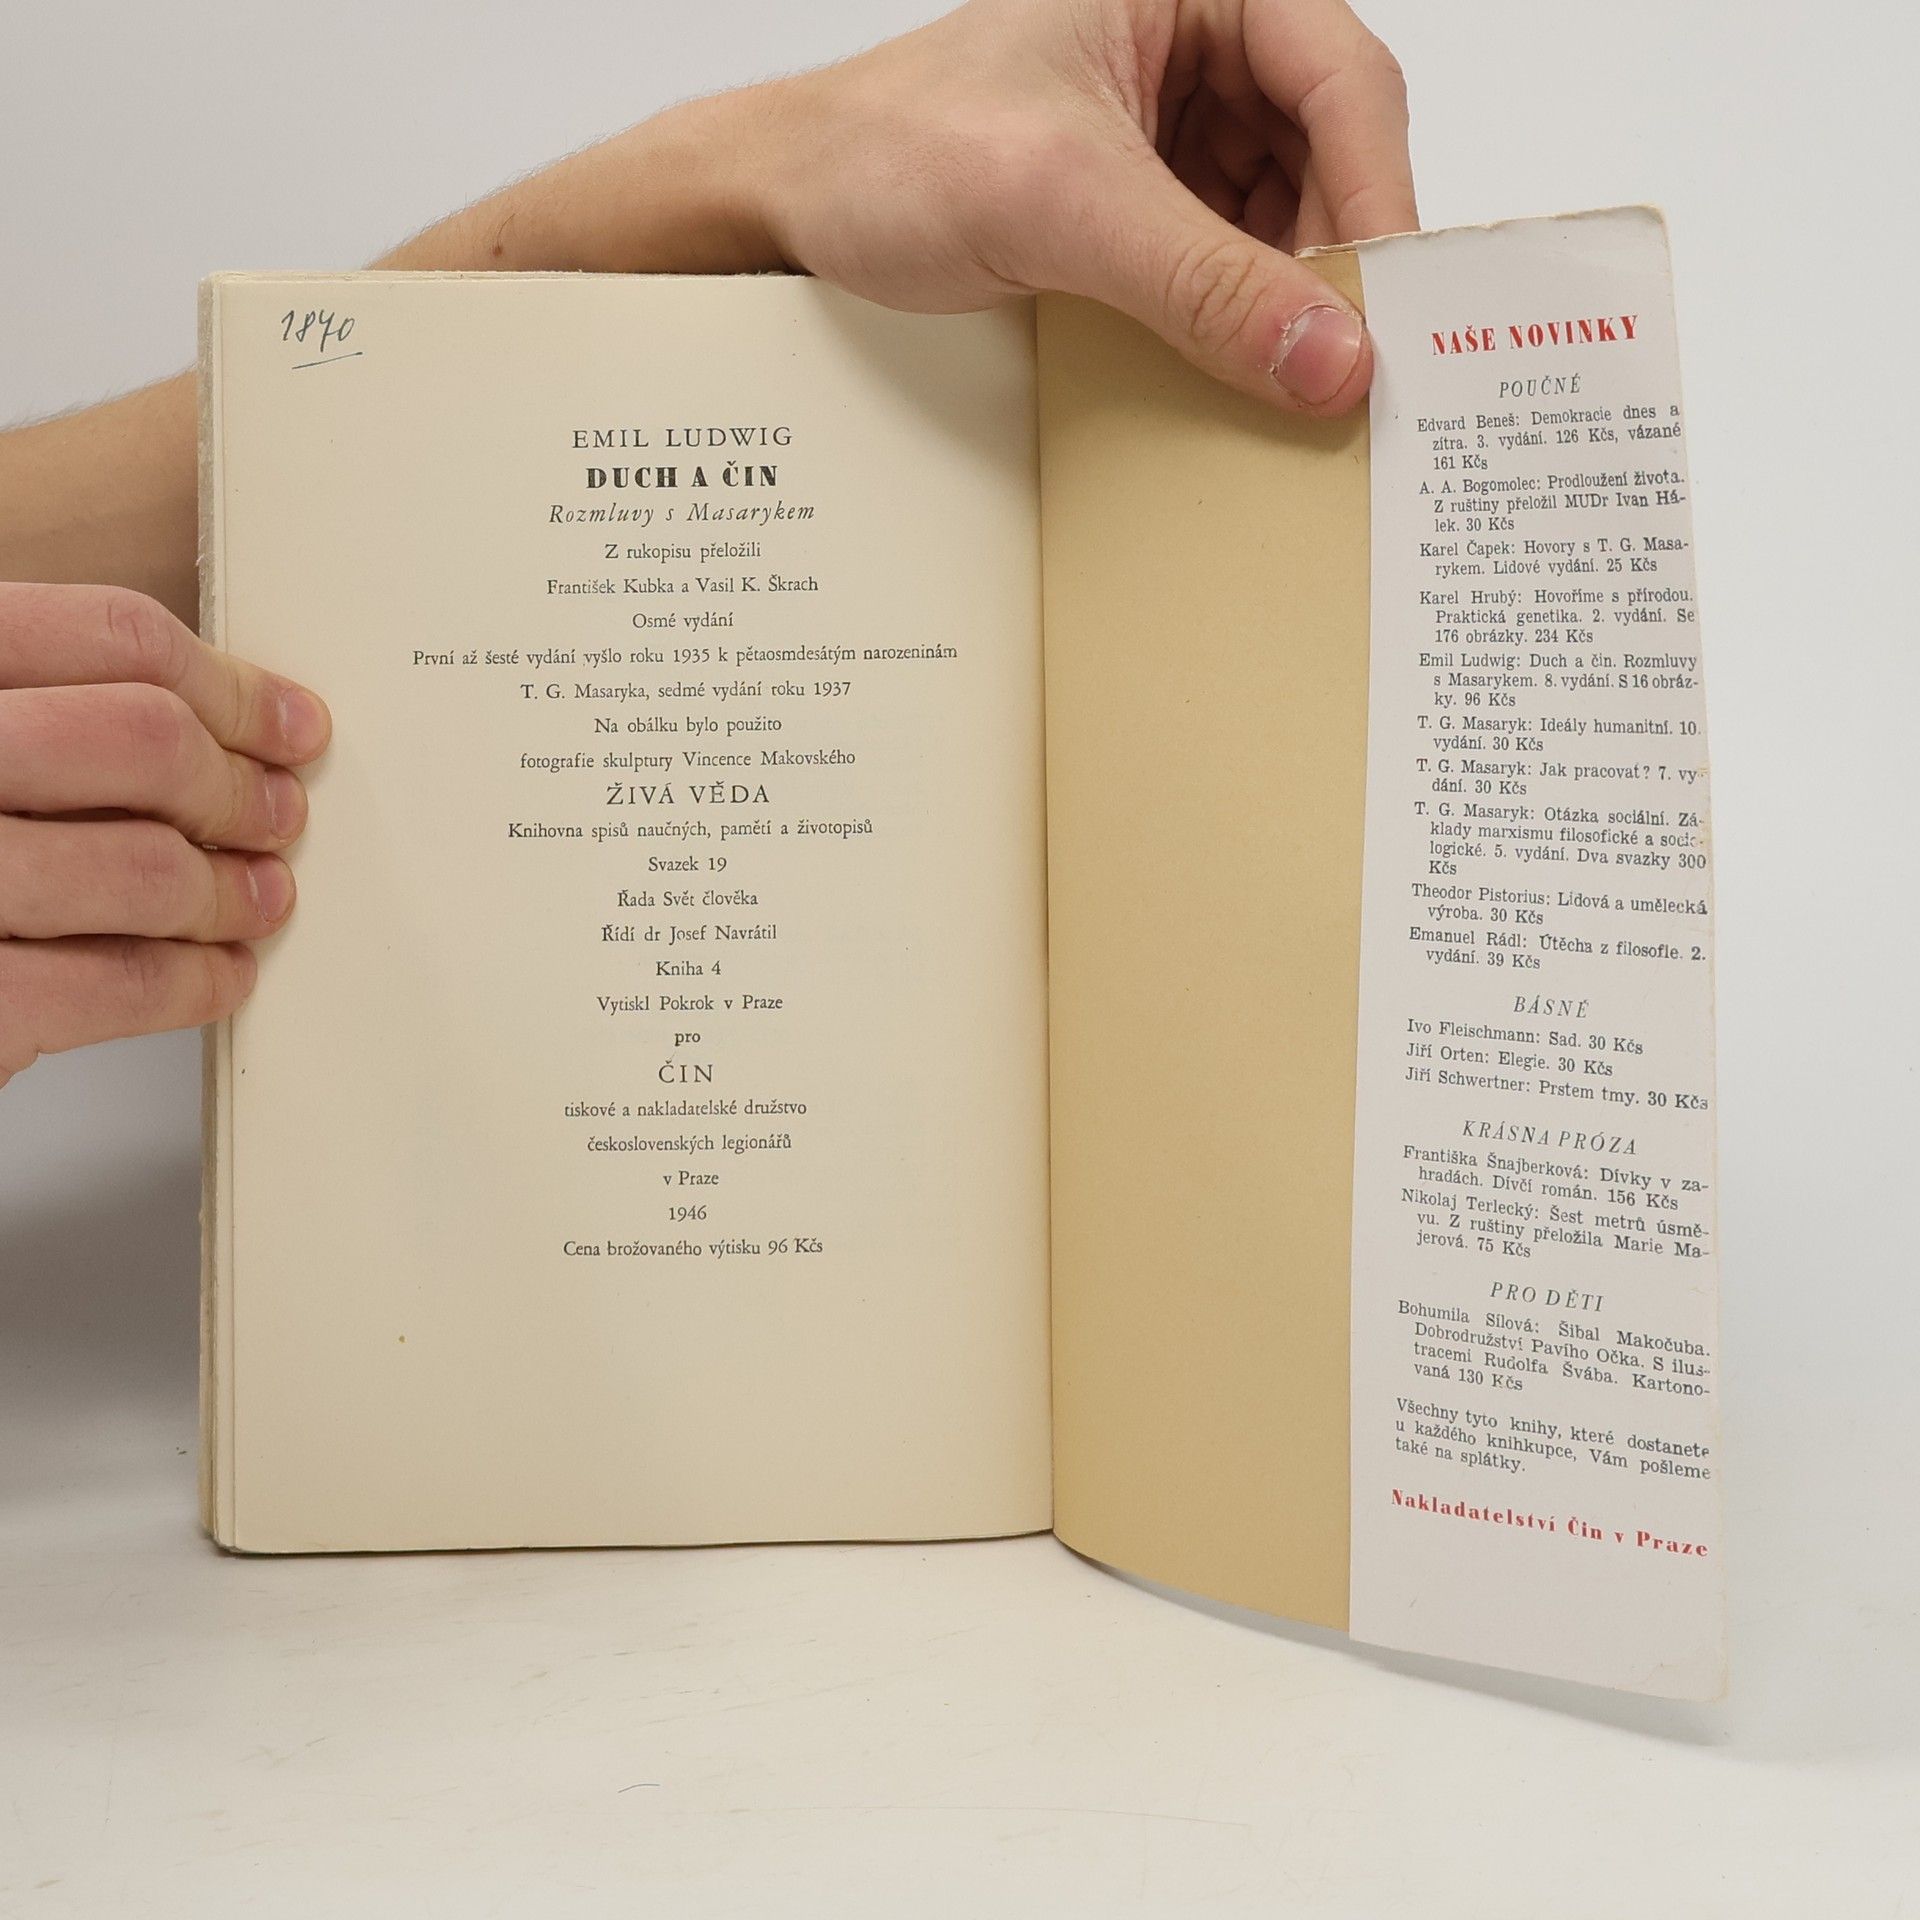 1870
EMIL LUDWIG
DUCH A ČIN
Rozmluvy s Masarykem
Z rukopisu přeložili
František Kubka a Vasil K. Škrach
Osmé vydání
První až šesté vydání vyšlo roku 1935 k pětaosmdesátým narozeninám
T. G. Masaryka, sedmé vydání roku 1937
Na obálku bylo použito
fotografie skulptury Vincence Makovského
ŽIVÁ VĚDA
Knihovna spisů naučných, pamětí a životopisů
Svazek 19
Řada Svět člověka
Řídí dr Josef Navrátil
Kniha 4
Vytiskl Pokrok v Praze
pro
ČIN
tiskové a nakladatelské družstvo
československých legionářů
v Praze
1946
Cena brožovaného výtisku 96 Kčs
NAŠE NOVINKY
POUČNÉ
Edvard Beneš: Demokracie dnes a
zítra. 3. vydání. 126 Kčs, vázané
161 Kčs
A. A. Bogomolec: Prodloužení života.
Z ruštiny přeložil MUDr Ivan Há-
lek. 30 Kčs
Karel Čapek: Hovory s T. G. Masa-
rykem. Lidové vydání. 25 Kčs
Karel Hrubý: Hovoříme s přírodou.
Praktická genetika. 2. vydání. Se
176 obrázky. 234 Kčs
Emil Ludwig: Duch a čin. Rozmluvy
s Masarykem. 8. vydání. S 16 obráz-
ky. 96 Kčs
T. G. Masaryk: Ideály humanitní. 10.
vydání. 30 Kčs
T. G. Masaryk: Jak pracovat? 7. vy-
dání. 30 Kčs
T. G. Masaryk: Otázka sociální. Zá-
klady marxismu filosofické a socio-
logické. 5. vydání. Dva svazky 300
Kčs
Theodor Pistorius: Lidová a umělecká
výroba. 30 Kčs
Emanuel Rádl: Útěcha z filosofie. 2.
vydání. 39 Kčs
BÁSNĚ
Ivo Fleischmann: Sad. 30 Kčs
Jiří Orten: Elegie. 30 Kčs
Jiří Schwertner: Prstem tmy. 30 Kčs
KRÁSNA PRÓZA
Františka Šnajberková: Dívky v za-
hradách. Dívčí román. 156 Kčs
Nikolaj Terlecký: Šest metrů úsmě-
vu. Z ruštiny přeložila Marie Ma-
jerová. 75 Kčs
PRO DĚTI
Bohumila Sílová: Šibal Makočuba.
Dobrodružství Pavího Očka. S ilus-
tracemi Rudolfa Švába. Kartono-
vaná 130 Kčs
Všechny tyto knihy, které dostanete
u každého knihkupce, Vám pošleme
také na splátky.
Nakladatelství Čin v Praze